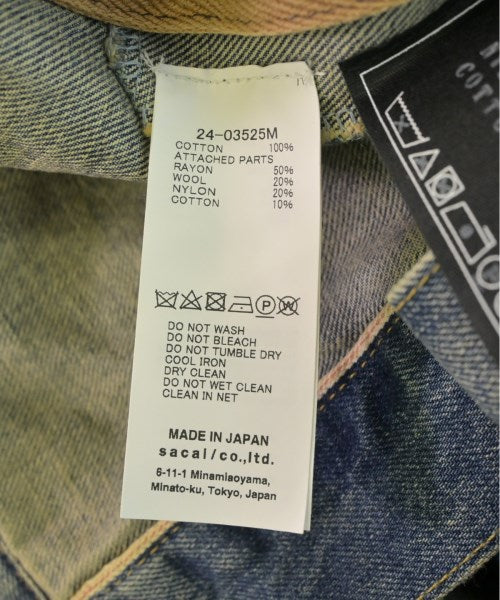 24-03525M
COTTON 100%
ATTACHED PARTS
RAYON 50%
WOOL 20%
NYLON 20%
COTTON 10%
P W
DO NOT WASH
DO NOT BLEACH
DO NOT TUMBLE DRY
COOL IRON
DRY CLEAN
DO NOT WET CLEAN
CLEAN IN NET
MADE IN JAPAN
sacai/co.,ltd.
6-11-1 Minamiaoyama,
Minato-ku, Tokyo, Japan